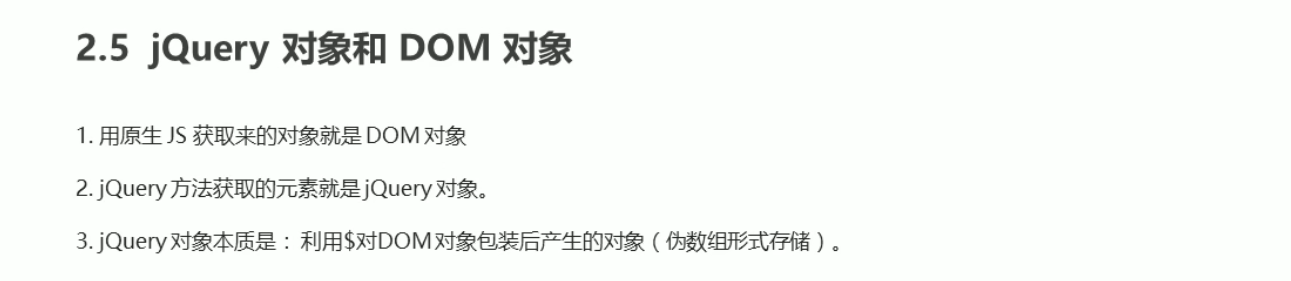 2.5 jQuery 对象和 DOM 对象
1. 用原生 JS 获取来的对象就是 DOM 对象
2. jQuery 方法获取的元素就是 jQuery 对象。
3. jQuery 对象本质是： 利用$对DOM 对象包装后产生的对象（伪数组形式存储）。